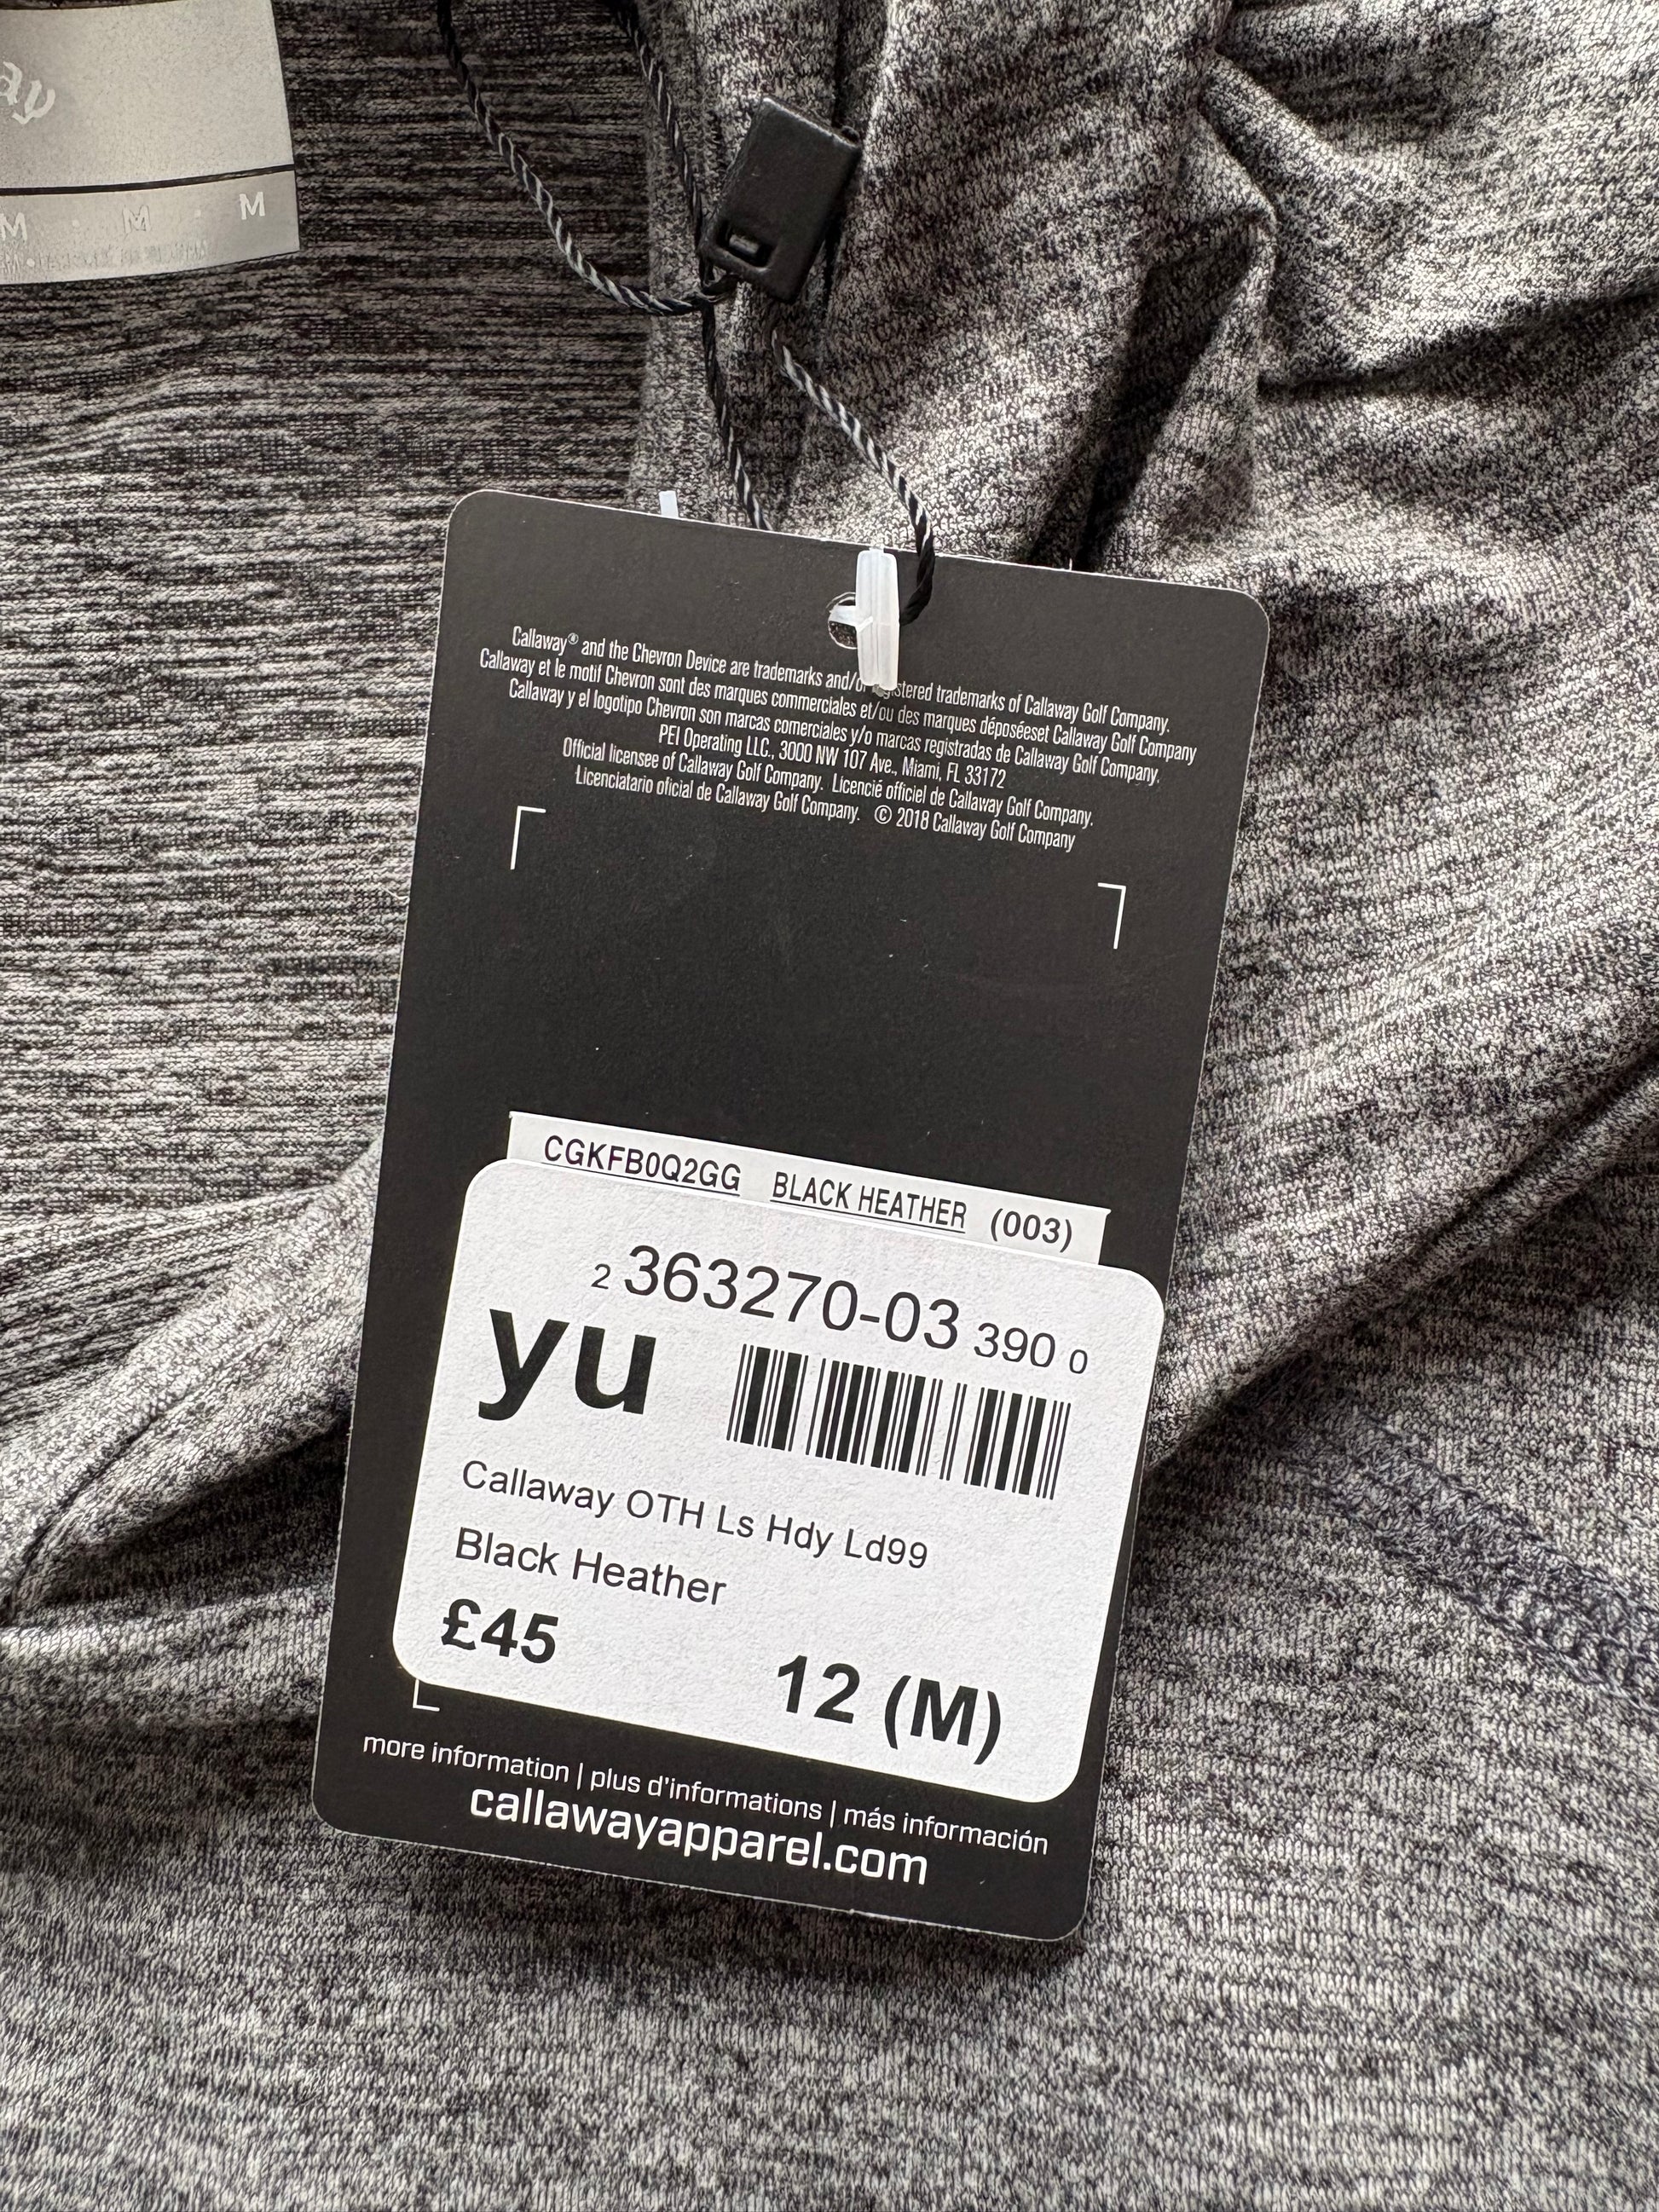 ay
M · M · M
Callaway® and the Chevron Device are trademarks and/or registered trademarks of Callaway Golf Company.
Callaway et le motif Chevron sont des marques commerciales et/ou des marques déposéeset Callaway Golf Company
Callaway y el logotipo Chevron son marcas comerciales y/o marcas registradas de Callaway Golf Company.
PEI Operating LLC., 3000 NW 107 Ave., Miami, FL 33172
Official licensee of Callaway Golf Company. Licencié officiel de Callaway Golf Company.
Licenciatario oficial de Callaway Golf Company. © 2018 Callaway Golf Company
CGKFB0Q2GG BLACK HEATHER (003)
2 363270-03 390 0
yu
Callaway OTH Ls Hdy Ld99
Black Heather
£45
12 (M)
more information | plus d'informations | más información
callawayapparel.com